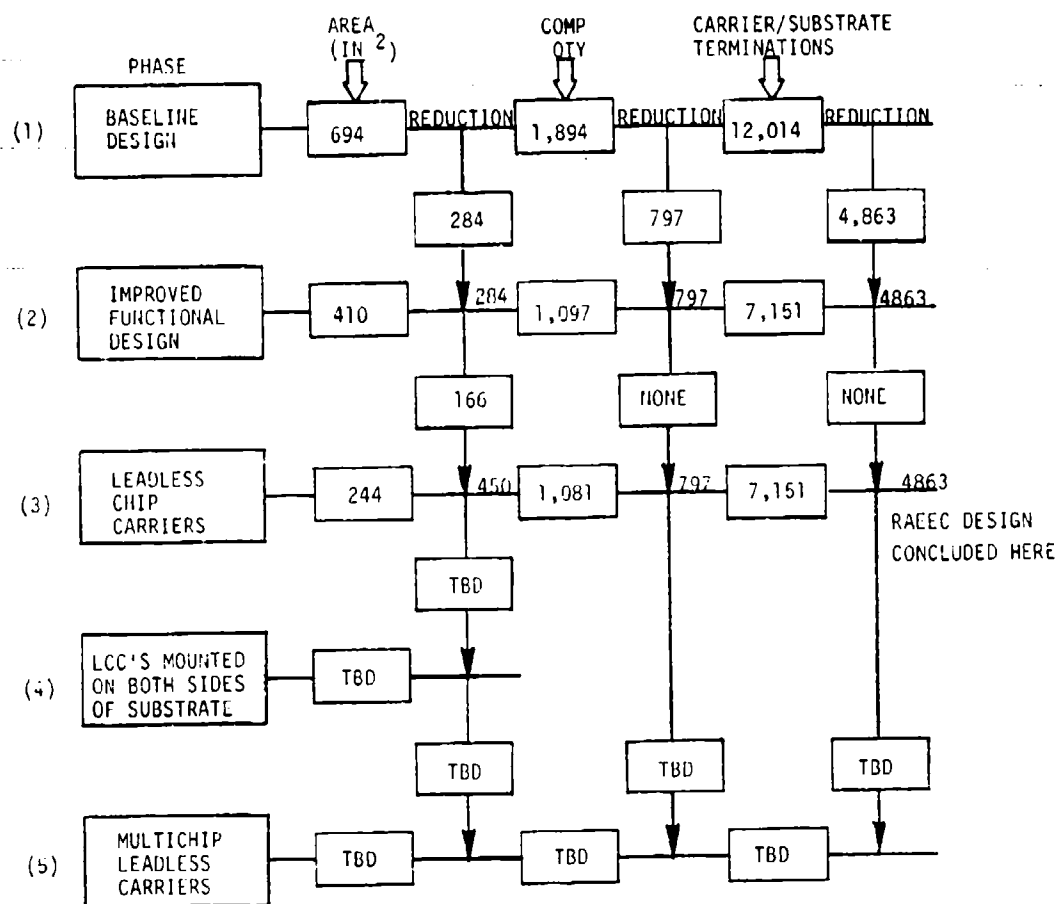 AREA
(IN 2)
COMP
QTY
CARRIER/SUBSTRATE
TERMINATIONS
PHASE
(1)
BASELINE
DESIGN
694
REDUCTION
1,894
REDUCTION
12,014
REDUCTION
284
797
4,863
(2)
IMPROVED
FUNCTIONAL
DESIGN
410
284
1,097
797
7,151
4863
166
NONE
NONE
(3)
LEADLESS
CHIP
CARRIERS
244
450
1,081
797
7,151
4863
RAEEC DESIGN
CONCLUDED HERE
TBD
(4)
LCC'S MOUNTED
ON BOTH SIDES
OF SUBSTRATE
TBD
TBD
TBD
TBD
(5)
MULTICHIP
LEADLESS
CARRIERS
TBD
TBD
TBD